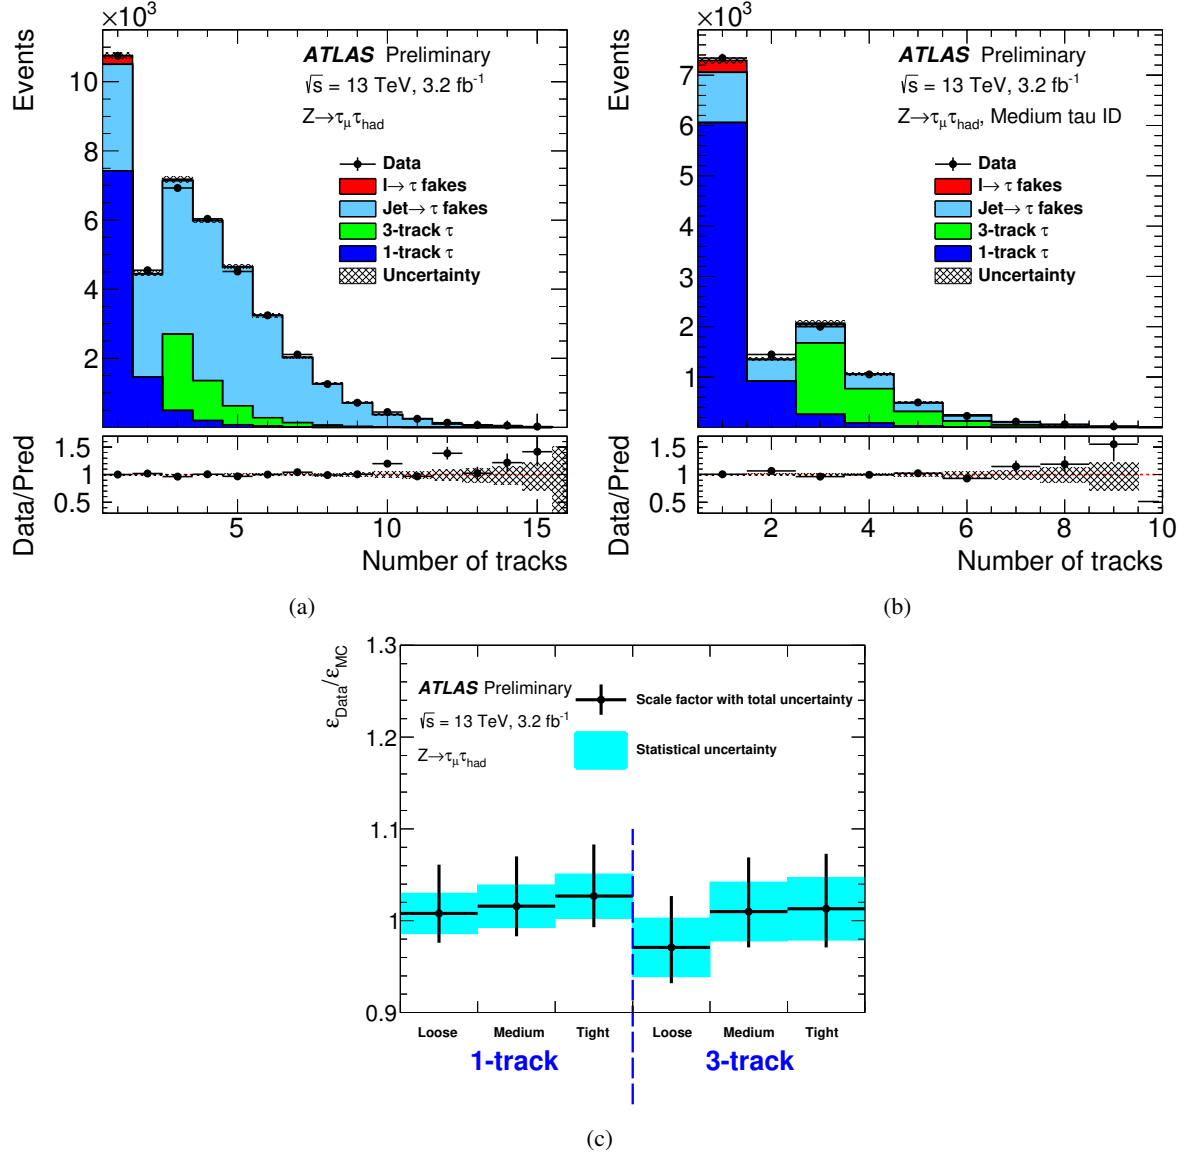 ×10³
Events
ATLAS Preliminary
√s = 13 TeV, 3.2 fb⁻¹
Z→τμτhad
Data
l→ τ fakes
Jet→ τ fakes
3-track τ
1-track τ
Uncertainty
10
8
6
4
2
Data/Pred
1.5
1
0.5
5 10 15
Number of tracks
(a)
×10³
Events
ATLAS Preliminary
√s = 13 TeV, 3.2 fb⁻¹
Z→τμτhad, Medium tau ID
Data
l→ τ fakes
Jet→ τ fakes
3-track τ
1-track τ
Uncertainty
7
6
5
4
3
2
1
Data/Pred
1.5
1
0.5
2 4 6 8 10
Number of tracks
(b)
εData/εMC
1.3
1.2
1.1
1
0.9
ATLAS Preliminary
√s = 13 TeV, 3.2 fb⁻¹
Z→τμτhad
Scale factor with total uncertainty
Statistical uncertainty
Loose Medium Tight Loose Medium Tight
1-track 3-track
(c)